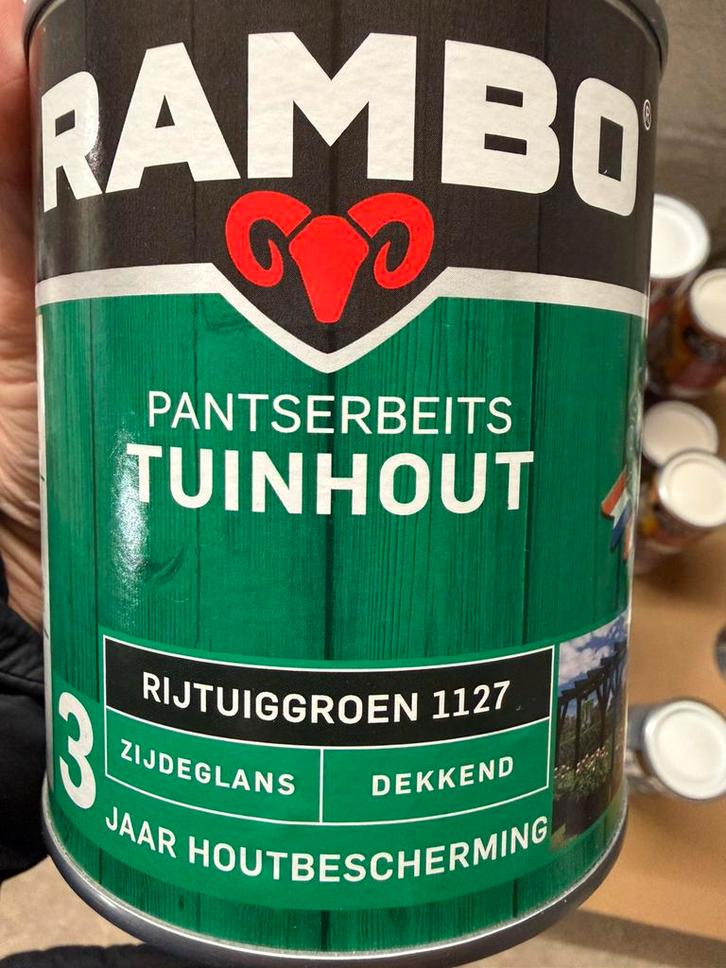 RAMBO®
PANTSERBEITS
TUINHOUT
RIJTUIGGROEN 1127
ZIJDEGLANS DEKKEND
3 JAAR HOUTBESCHERMING